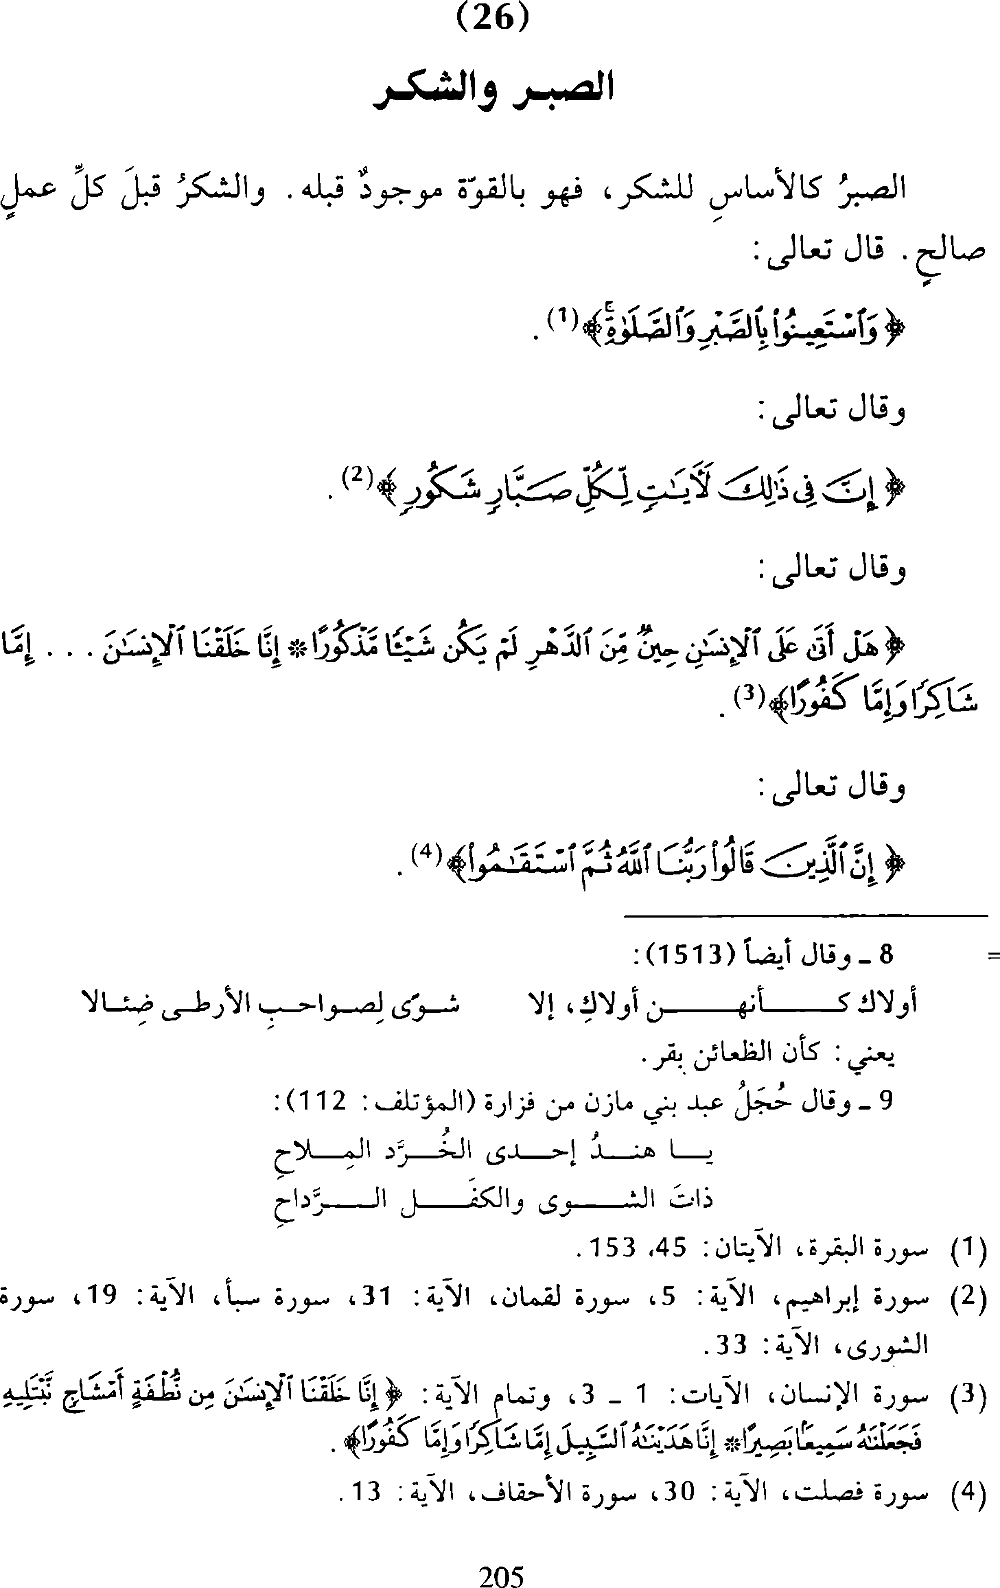 (26)
الصبر والشكر
الصبرُ كالأساسِ للشكر، فهو بالقوّة موجودٌ قبله. والشكرُ قبلَ كلِّ عملٍ
صالحٍ. قال تعالى:
﴿ وَٱسْتَعِينُوا۟ بِٱلصَّبْرِ وَٱلصَّلَوٰةِۚ ﴾(1).
وقال تعالى:
﴿ إِنَّ فِى ذَٰلِكَ لَأَيَـٰتٍ لِّكُلِّ صَبَّارٍ شَكُورٍ ﴾(2).
وقال تعالى:
﴿ هَلْ أَتَىٰ عَلَى ٱلْإِنسَـٰنِ حِينٌ مِّنَ ٱلدَّهْرِ لَمْ يَكُن شَيْـًٔا مَّذْكُورًا * إِنَّا خَلَقْنَا ٱلْإِنسَـٰنَ . . . إِمَّا
شَاكِرًا وَإِمَّا كَفُورًا﴾(3).
وقال تعالى:
﴿ إِنَّ ٱلَّذِينَ قَالُوا۟ رَبُّنَا ٱللَّهُ ثُمَّ ٱسْتَقَـٰمُوا۟ ﴾(4).
= 8 ـ وقال أيضاً (1513):
أولاك كـأنهـن أولاكِ، إلا شـوًى لِصـواحـبِ الأرطـى ضِئـالا
يعني: كأن الظعائن بقر.
9 ـ وقال حُجَلُ عبد بني مازن من فزارة (المؤتلف: 112):
يـا هنـدُ إحـدى الخُـرَّد المِـلاحِ
ذاتَ الشـوى والكفَـل الـرَّداحِ
(1) سورة البقرة، الآيتان: 45، 153.
(2) سورة إبراهيم، الآية: 5، سورة لقمان، الآية: 31، سورة سبأ، الآية: 19، سورة
الشورى، الآية: 33.
(3) سورة الإنسان، الآيات: 1 ـ 3، وتمام الآية: ﴿ إِنَّا خَلَقْنَا ٱلْإِنسَـٰنَ مِن نُّطْفَةٍ أَمْشَاجٍ نَّبْتَلِيهِ
فَجَعَلْنَـٰهُ سَمِيعًۢا بَصِيرًا * إِنَّا هَدَيْنَـٰهُ ٱلسَّبِيلَ إِمَّا شَاكِرًا وَإِمَّا كَفُورًا﴾.
(4) سورة فصلت، الآية: 30، سورة الأحقاف، الآية: 13.
205